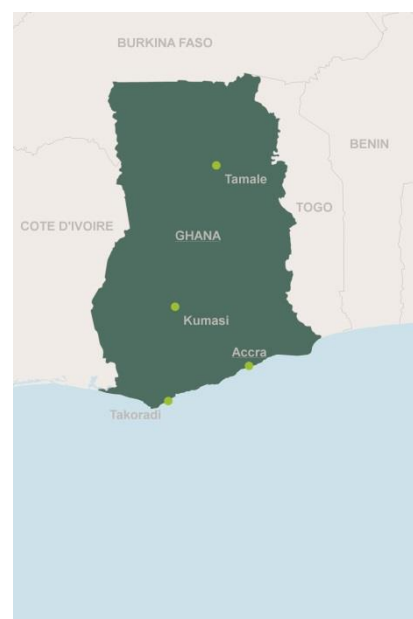 BURKINA FASO
BENIN
Tamale
TOGO
COTE D'IVOIRE
GHANA
Kumasi
Accra
Takoradi